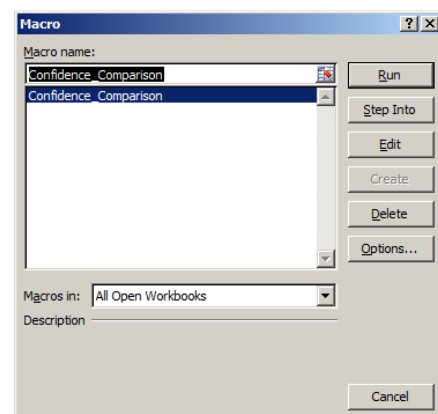 Macro
Macro name:
Confidence_Comparison
Confidence_Comparison
Run
Step Into
Edit
Create
Delete
Options...
Macros in: All Open Workbooks
Description
Cancel